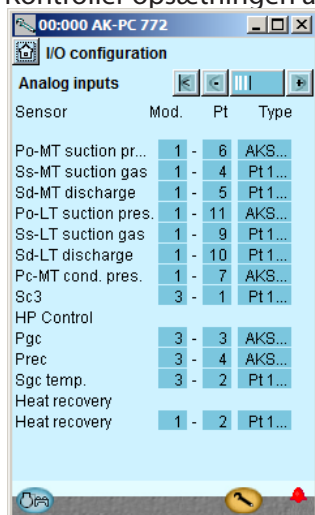 Kontroller opsætningen a
00:000 AK-PC 772
I/O configuration
Analog inputs
Sensor Mod. Pt Type
Po-MT suction pr... 1 - 6 AKS...
Ss-MT suction gas 1 - 4 Pt 1...
Sd-MT discharge 1 - 5 Pt 1...
Po-LT suction pres. 1 - 11 AKS...
Ss-LT suction gas 1 - 9 Pt 1...
Sd-LT discharge 1 - 10 Pt 1...
Pc-MT cond. pres. 1 - 7 AKS...
Sc3 3 - 1 Pt 1...
HP Control
Pgc 3 - 3 AKS...
Prec 3 - 4 AKS...
Sgc temp. 3 - 2 Pt 1...
Heat recovery
Heat recovery 1 - 2 Pt 1...